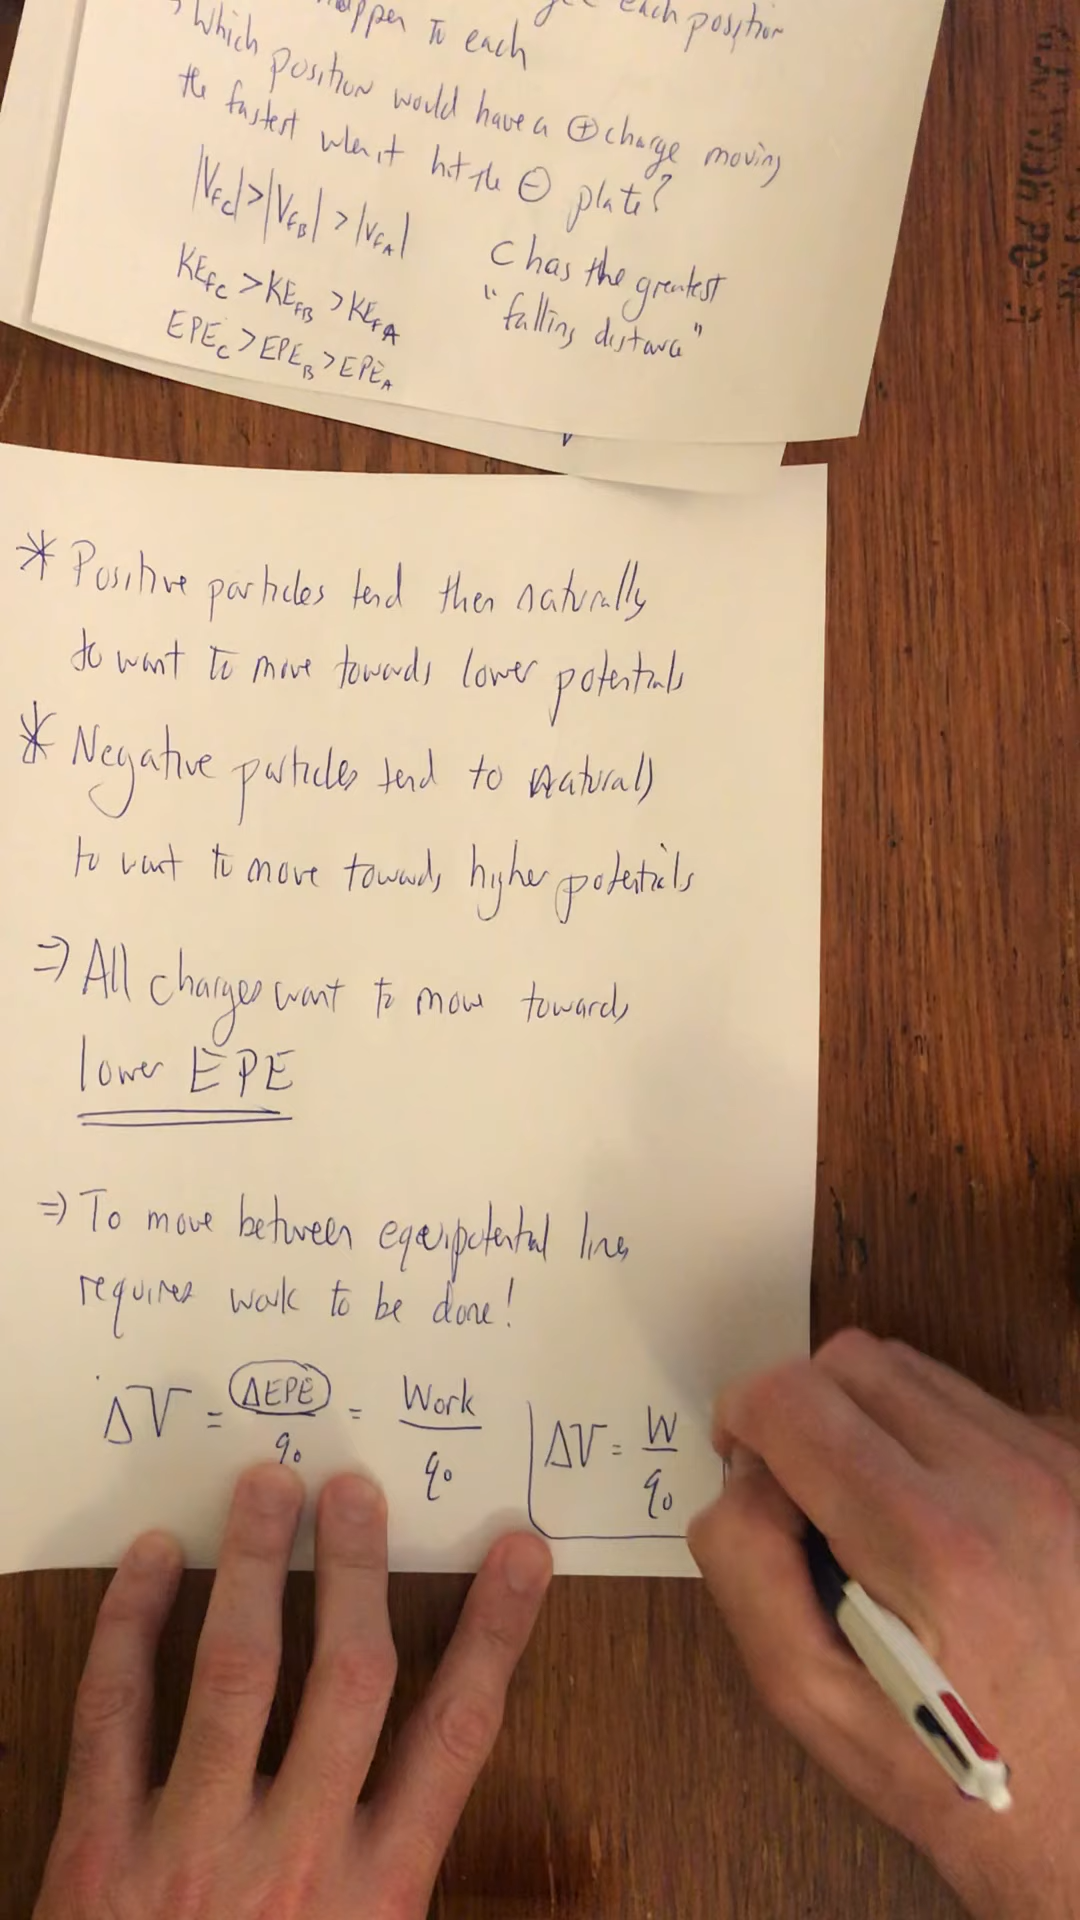 each position
happen to each
Which position would have a ⊕ charge moving
the fastest when it hit the ⊖ plate?
|V_fC| > |V_fB| > |V_fA|
KE_fC > KE_fB > KE_fA
EPE_C > EPE_B > EPE_A
C has the greatest
"falling distance"
* Positive particles tend then naturally
to want to move towards lower potentials
* Negative particles tend to natural)
to want to move towards higher potentials
⇒ All charges want to move towards
lower EPE
⇒ To move between equipotential lines
requires work to be done!
ΔV = ΔEPE/q₀ = Work/q₀
ΔV = W/q₀